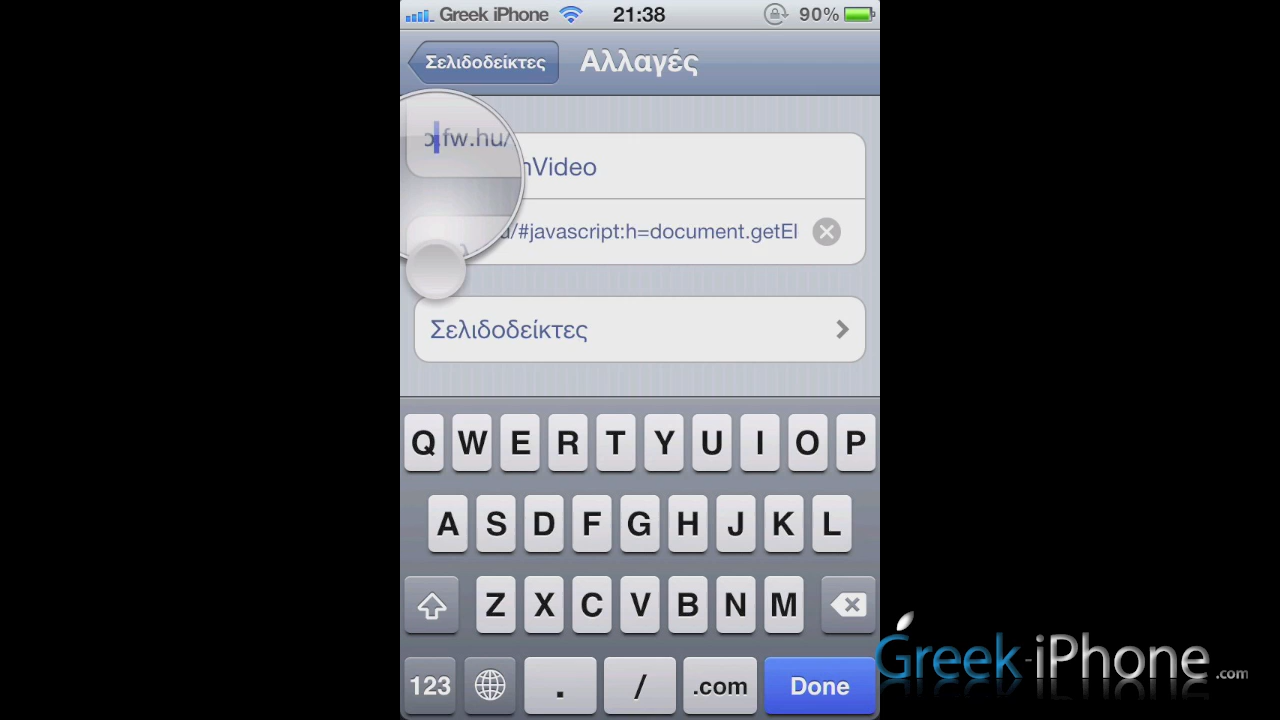 Greek iPhone 21:38 90%
Σελιδοδείκτες Αλλαγές
.fw.hu/
Video
/#javascript:h=document.getEl
Σελιδοδείκτες
Q W E R T Y U I O P
A S D F G H J K L
Z X C V B N M
123 . / .com Done
Greek-iPhone.com